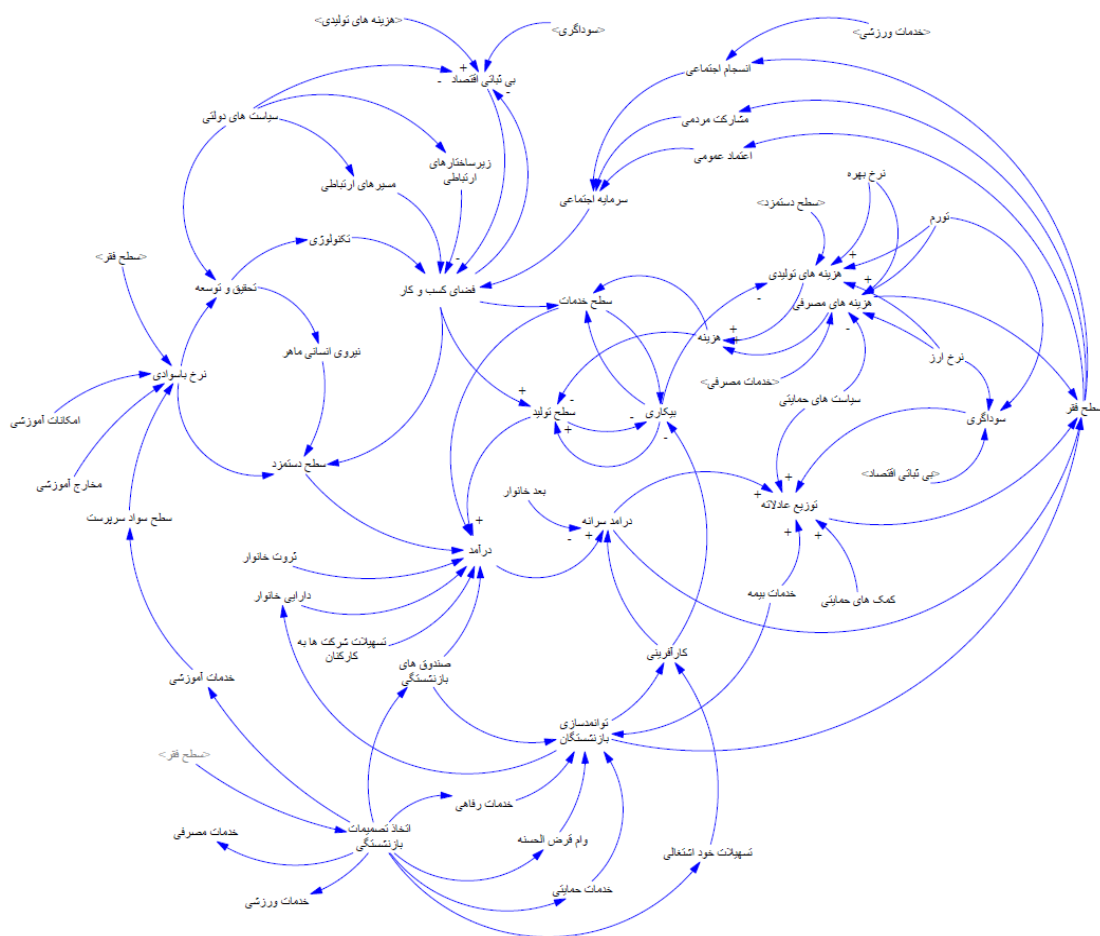 <هزینه های تولیدی>
<سوداگری>
<خدمات ورزشی>
انسجام اجتماعی
+
بی ثباتی اقتصاد
-
-
سیاست های دولتی
مشارکت مردمی
اعتماد عمومی
زیرساختارهای
ارتباطی
مسیر های ارتباطی
سرمایه اجتماعی
نرخ بهره
<سطح دستمزد>
تورم
تکنولوژی
<سطح فقر>
-
+
+
هزینه های تولیدی
تحقیق و توسعه
فضای کسب و کار
سطح خدمات
-
هزینه های مصرفی
هزینه
+
+
-
نیروی انسانی ماهر
نرخ ارز
نرخ باسوادی
<خدمات مصرفی>
سیاست های حمایتی
+
-
سطح تولید
-
بیکاری
سوداگری
سطح فقر
امکانات آموزشی
+
-
سطح دستمزد
<بی ثباتی اقتصاد>
مخارج آموزشی
بعد خانوار
+
+
توزیع عادلانه
سطح سواد سرپرست
درامد سرانه
+
-
+
+
+
درآمد
ثروت خانوار
دارایی خانوار
خدمات بیمه
کمک های حمایتی
تسهیلات شرکت ها به
کارکنان
کارآفرینی
صندوق های
بازنشستگی
خدمات آموزشی
توانمدسازی
بازنشستگان
<سطح فقر>
خدمات رفاهی
اتخاذ تصمیمات
بازنشستگی
خدمات مصرفی
وام قرض الحسنه
تسهیلات خود اشتغالی
خدمات حمایتی
خدمات ورزشی